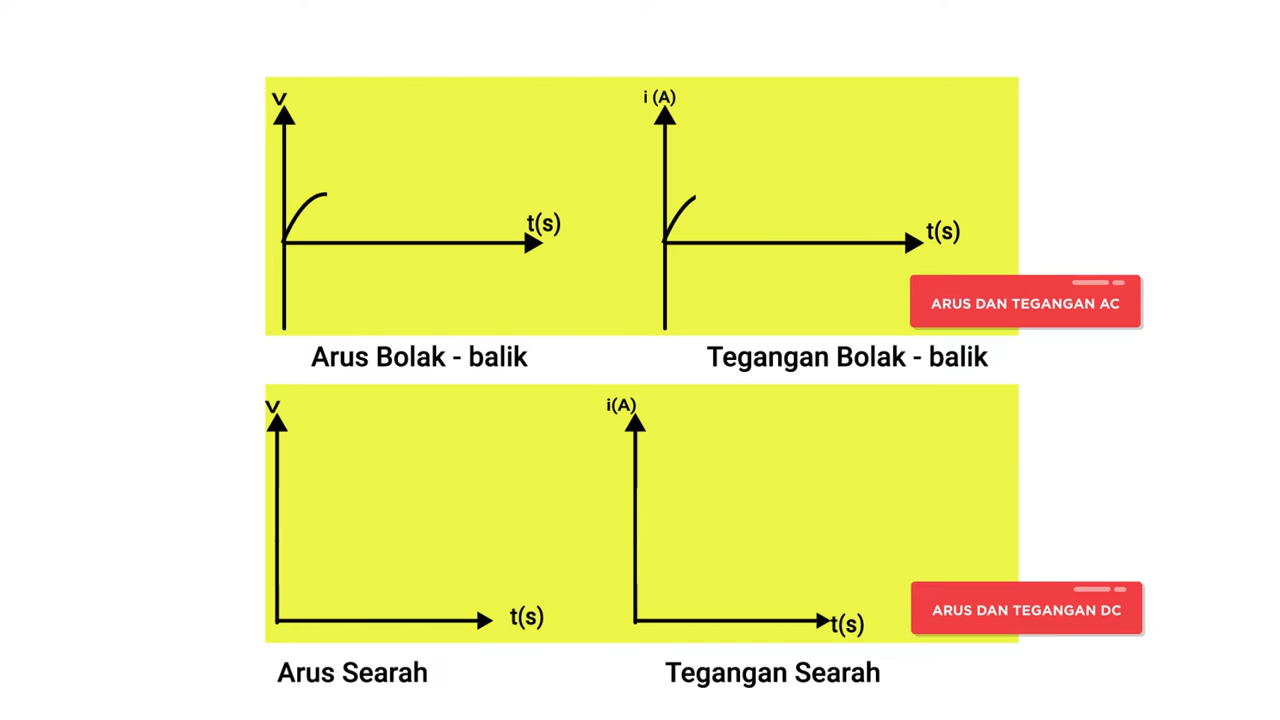 V
i (A)
t(s)
t(s)
ARUS DAN TEGANGAN AC
Arus Bolak - balik
Tegangan Bolak - balik
V
i(A)
t(s)
t(s)
ARUS DAN TEGANGAN DC
Arus Searah
Tegangan Searah